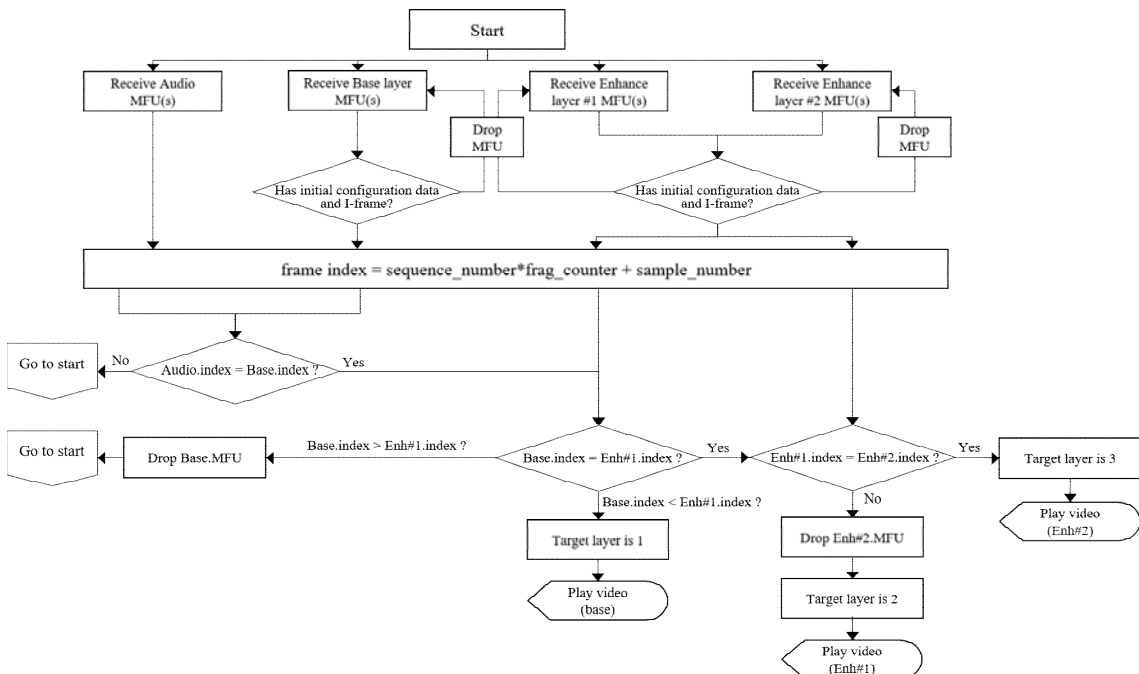 Start
Receive Audio
MFU(s)
Receive Base layer
MFU(s)
Receive Enhance
layer #1 MFU(s)
Receive Enhance
layer #2 MFU(s)
Drop
MFU
Drop
MFU
Has initial configuration data
and I-frame?
Has initial configuration data
and I-frame?
frame index = sequence_number*frag_counter + sample_number
Go to start
No
Audio.index = Base.index ?
Yes
Go to start
Drop Base.MFU
Base.index > Enh#1.index ?
Base.index = Enh#1.index ?
Yes
Enh#1.index = Enh#2.index ?
Yes
Target layer is 3
Base.index < Enh#1.index ?
No
Play video
(Enh#2)
Target layer is 1
Drop Enh#2.MFU
Play video
(base)
Target layer is 2
Play video
(Enh#1)